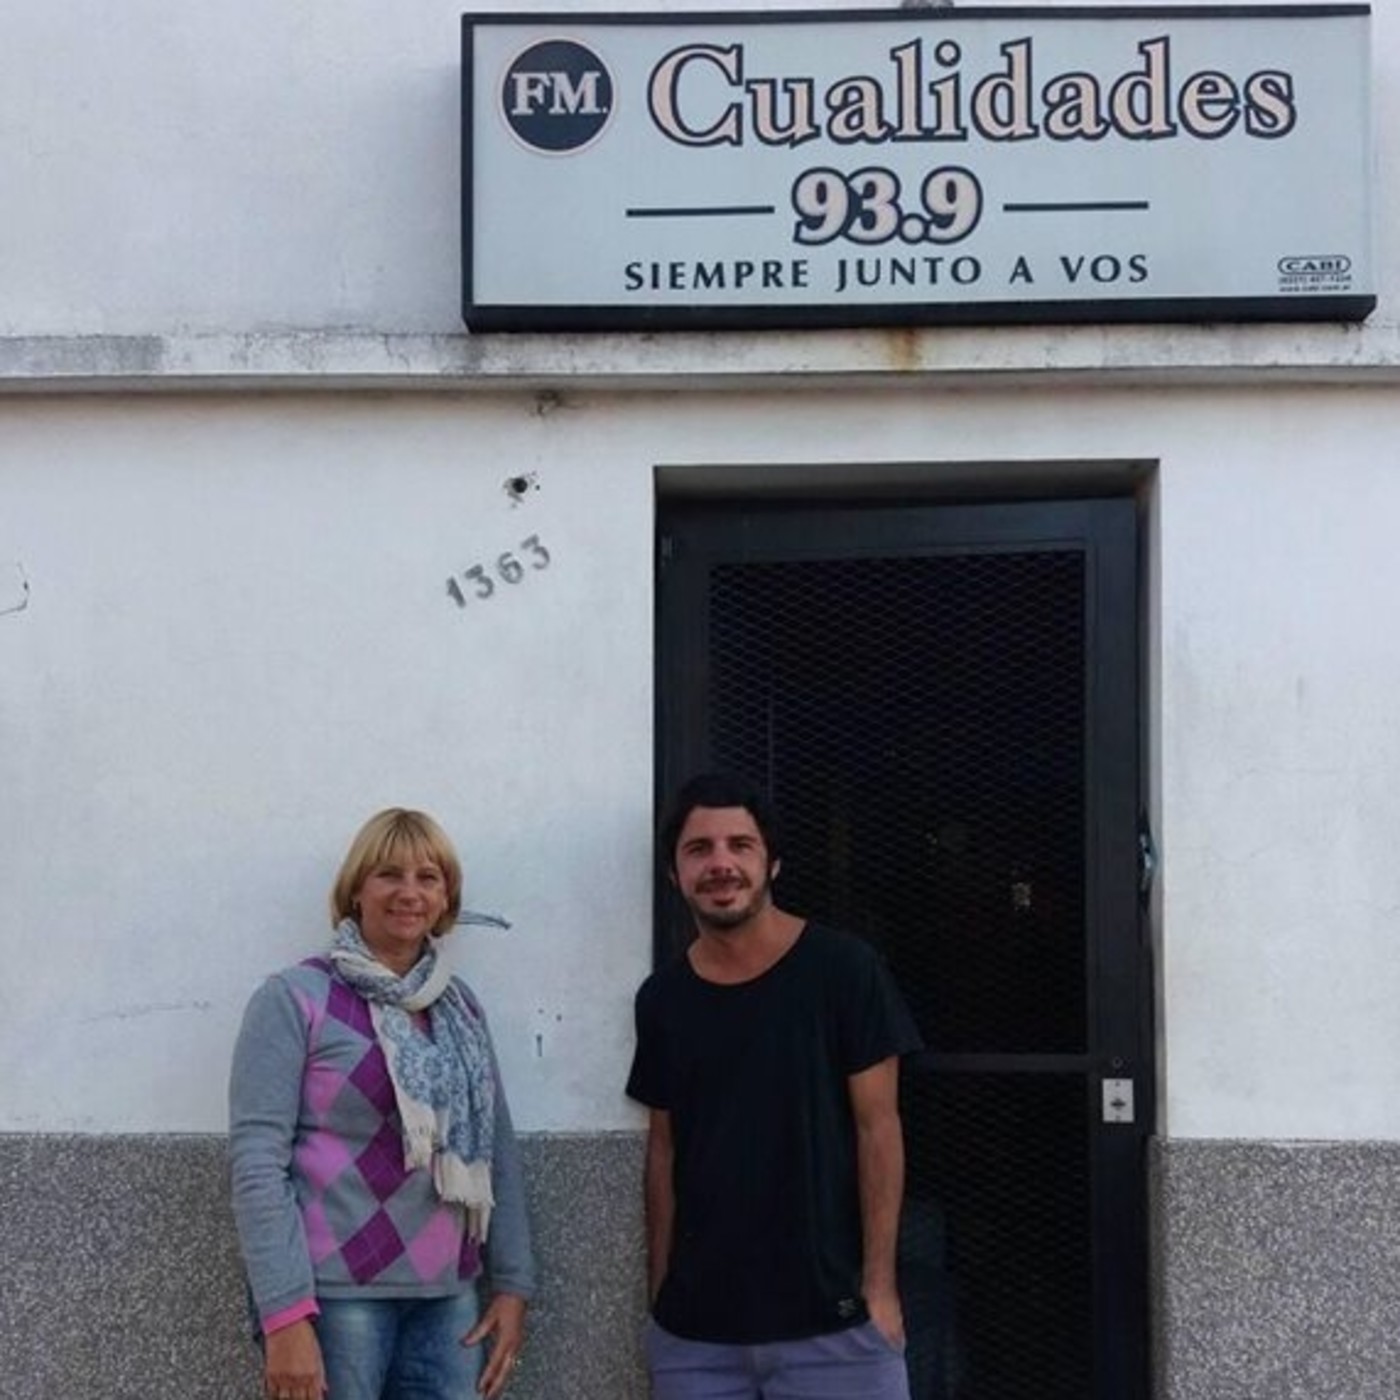 FM. Cualidades
93.9
SIEMPRE JUNTO A VOS
CABI
1363